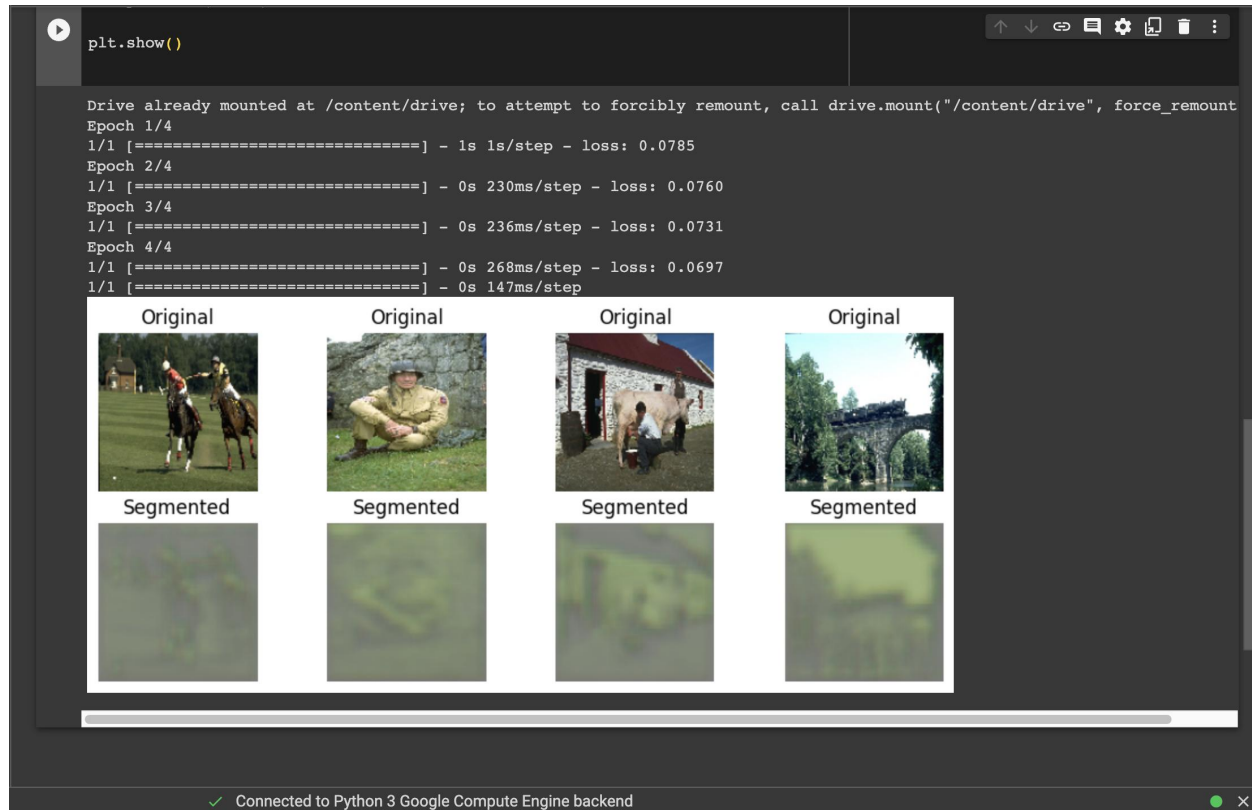 plt.show()
Drive already mounted at /content/drive; to attempt to forcibly remount, call drive.mount("/content/drive", force_remount
Epoch 1/4
1/1 [==============================] - 1s 1s/step - loss: 0.0785
Epoch 2/4
1/1 [==============================] - 0s 230ms/step - loss: 0.0760
Epoch 3/4
1/1 [==============================] - 0s 236ms/step - loss: 0.0731
Epoch 4/4
1/1 [==============================] - 0s 268ms/step - loss: 0.0697
1/1 [==============================] - 0s 147ms/step
Original Original Original Original
Segmented Segmented Segmented Segmented
Connected to Python 3 Google Compute Engine backend